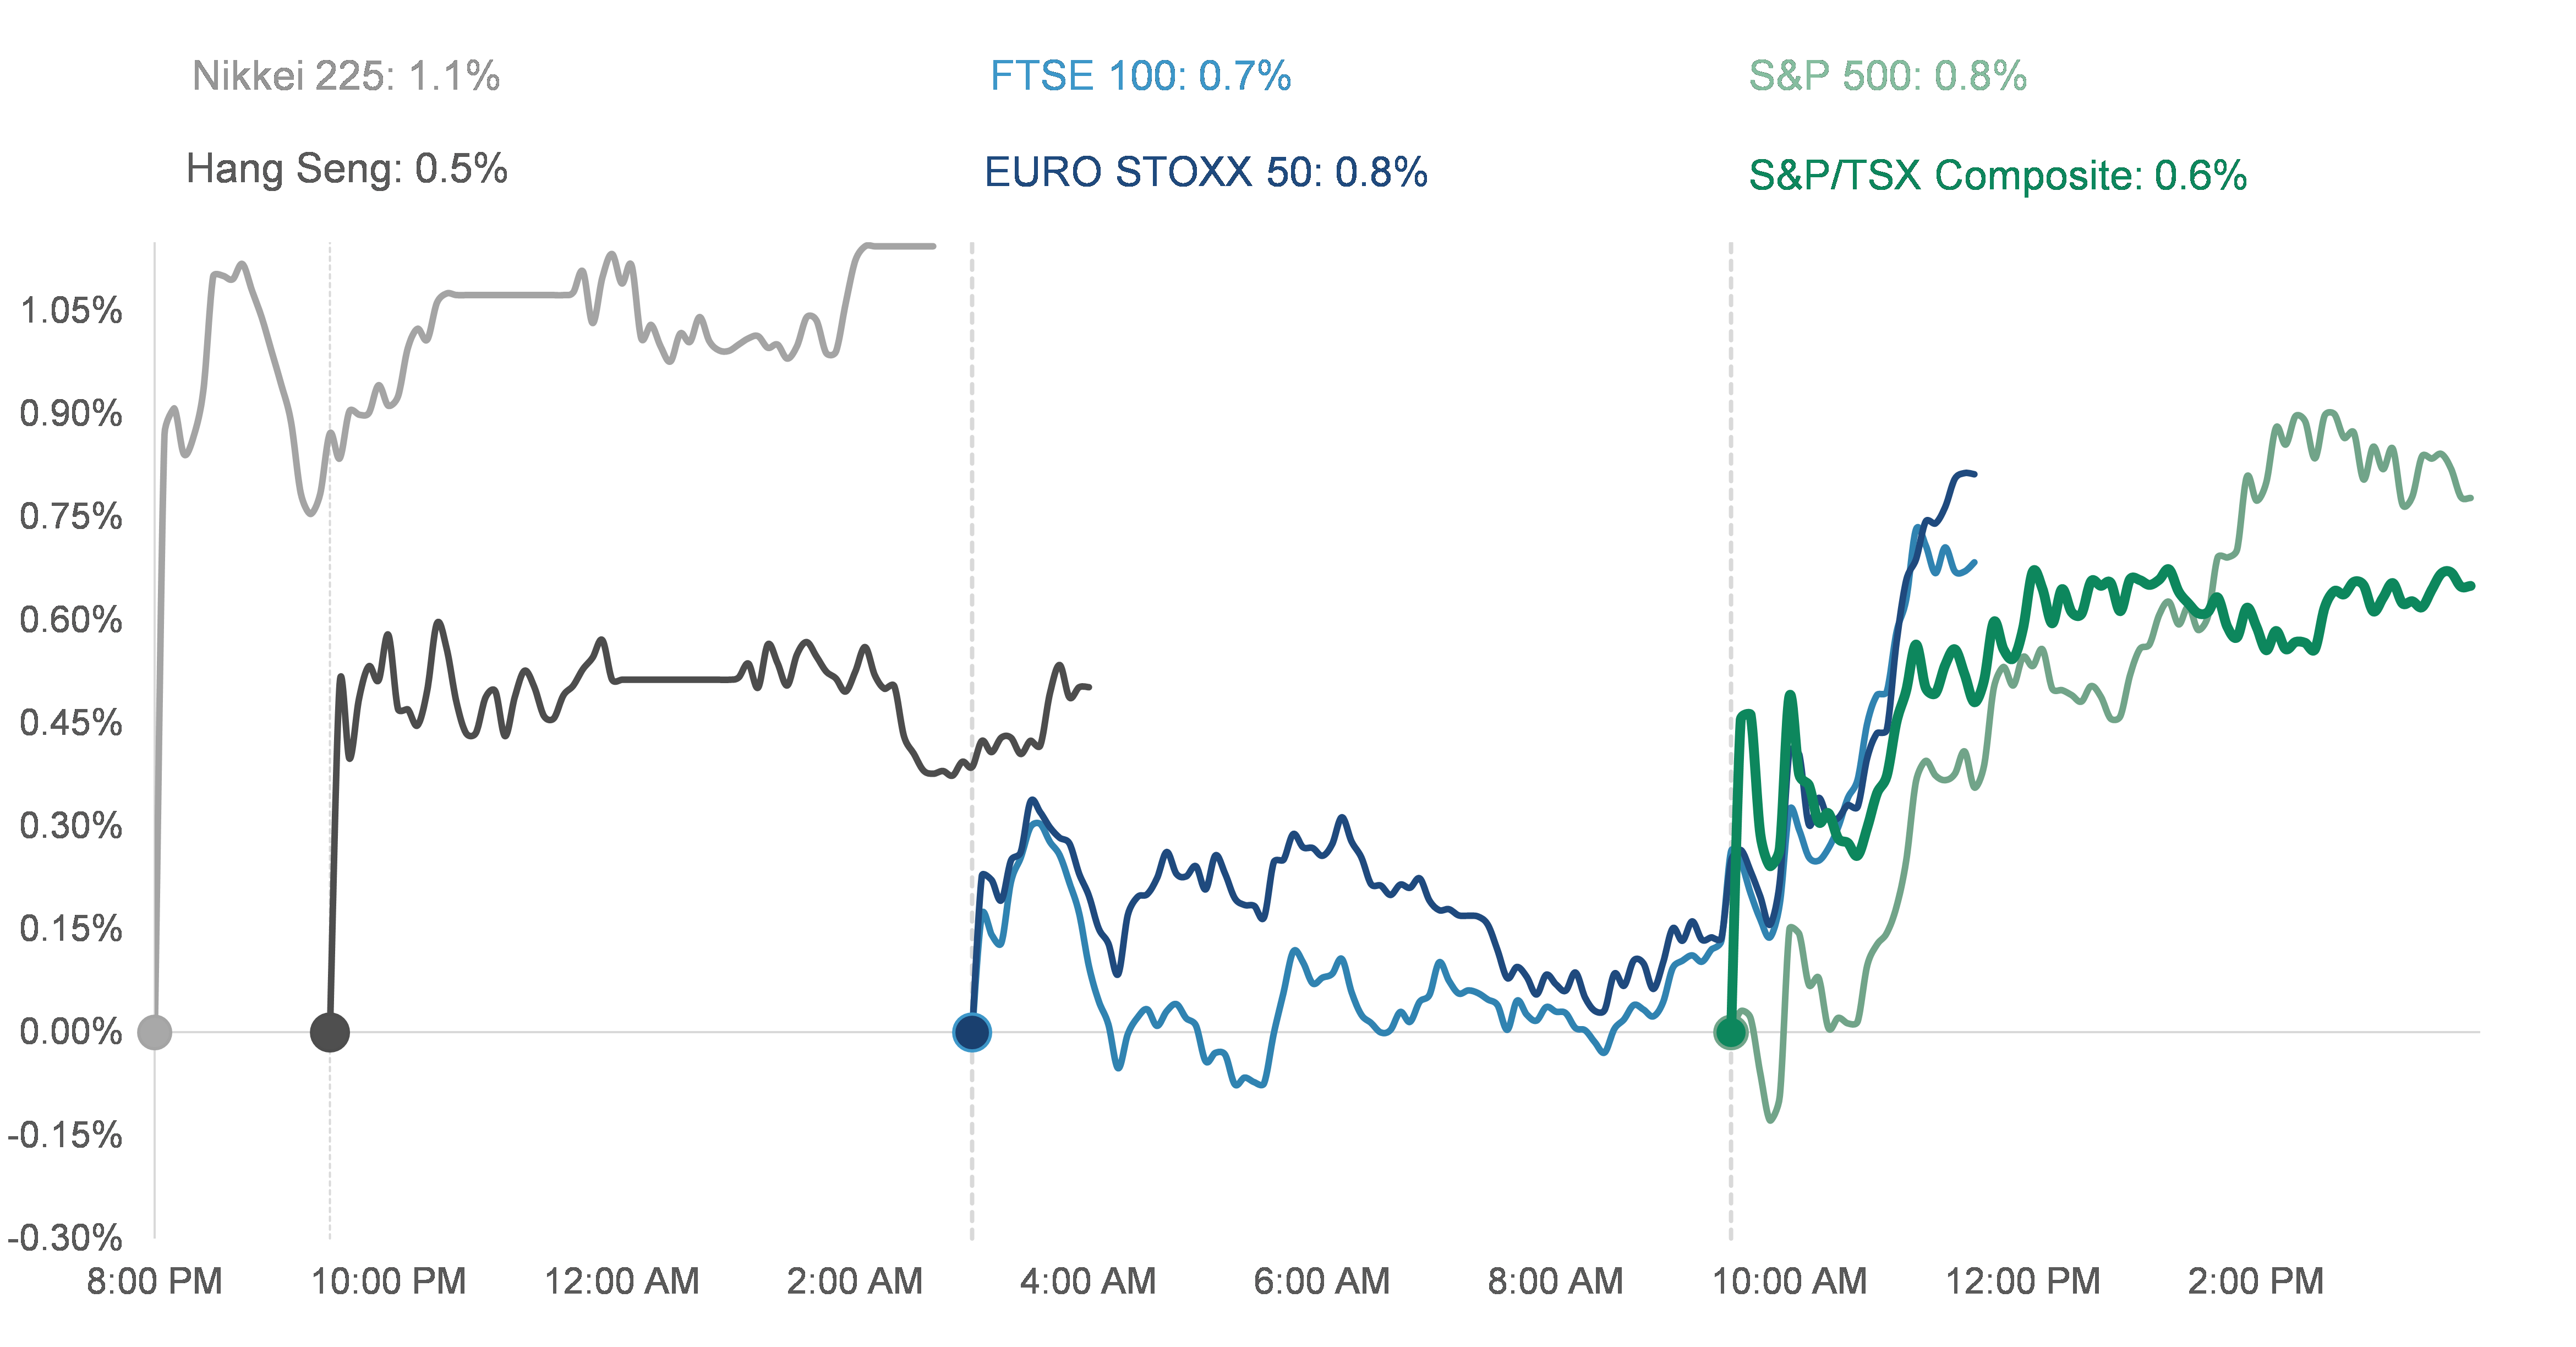 Nikkei 225: 1.1%
FTSE 100: 0.7%
S&P 500: 0.8%
Hang Seng: 0.5%
EURO STOXX 50: 0.8%
S&P/TSX Composite: 0.6%
1.05%
0.90%
0.75%
0.60%
0.45%
0.30%
0.15%
0.00%
-0.15%
-0.30%
8:00 PM
10:00 PM
12:00 AM
2:00 AM
4:00 AM
6:00 AM
8:00 AM
10:00 AM
12:00 PM
2:00 PM